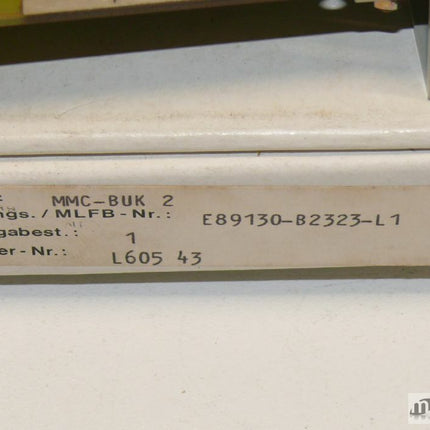 MMC-BUK 2
ngs./MLFB-Nr.: E89130-B2323-L1
gabest.: 1
er-Nr.: L605 43